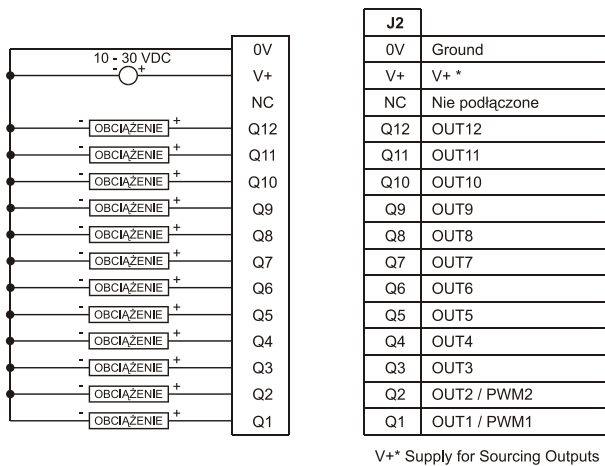 10 - 30 VDC
- +
0V
V+
NC
- OBCIĄŻENIE + Q12
- OBCIĄŻENIE + Q11
- OBCIĄŻENIE + Q10
- OBCIĄŻENIE + Q9
- OBCIĄŻENIE + Q8
- OBCIĄŻENIE + Q7
- OBCIĄŻENIE + Q6
- OBCIĄŻENIE + Q5
- OBCIĄŻENIE + Q4
- OBCIĄŻENIE + Q3
- OBCIĄŻENIE + Q2
- OBCIĄŻENIE + Q1
J2
0V Ground
V+ V+ *
NC Nie podłączone
Q12 OUT12
Q11 OUT11
Q10 OUT10
Q9 OUT9
Q8 OUT8
Q7 OUT7
Q6 OUT6
Q5 OUT5
Q4 OUT4
Q3 OUT3
Q2 OUT2 / PWM2
Q1 OUT1 / PWM1
V+* Supply for Sourcing Outputs